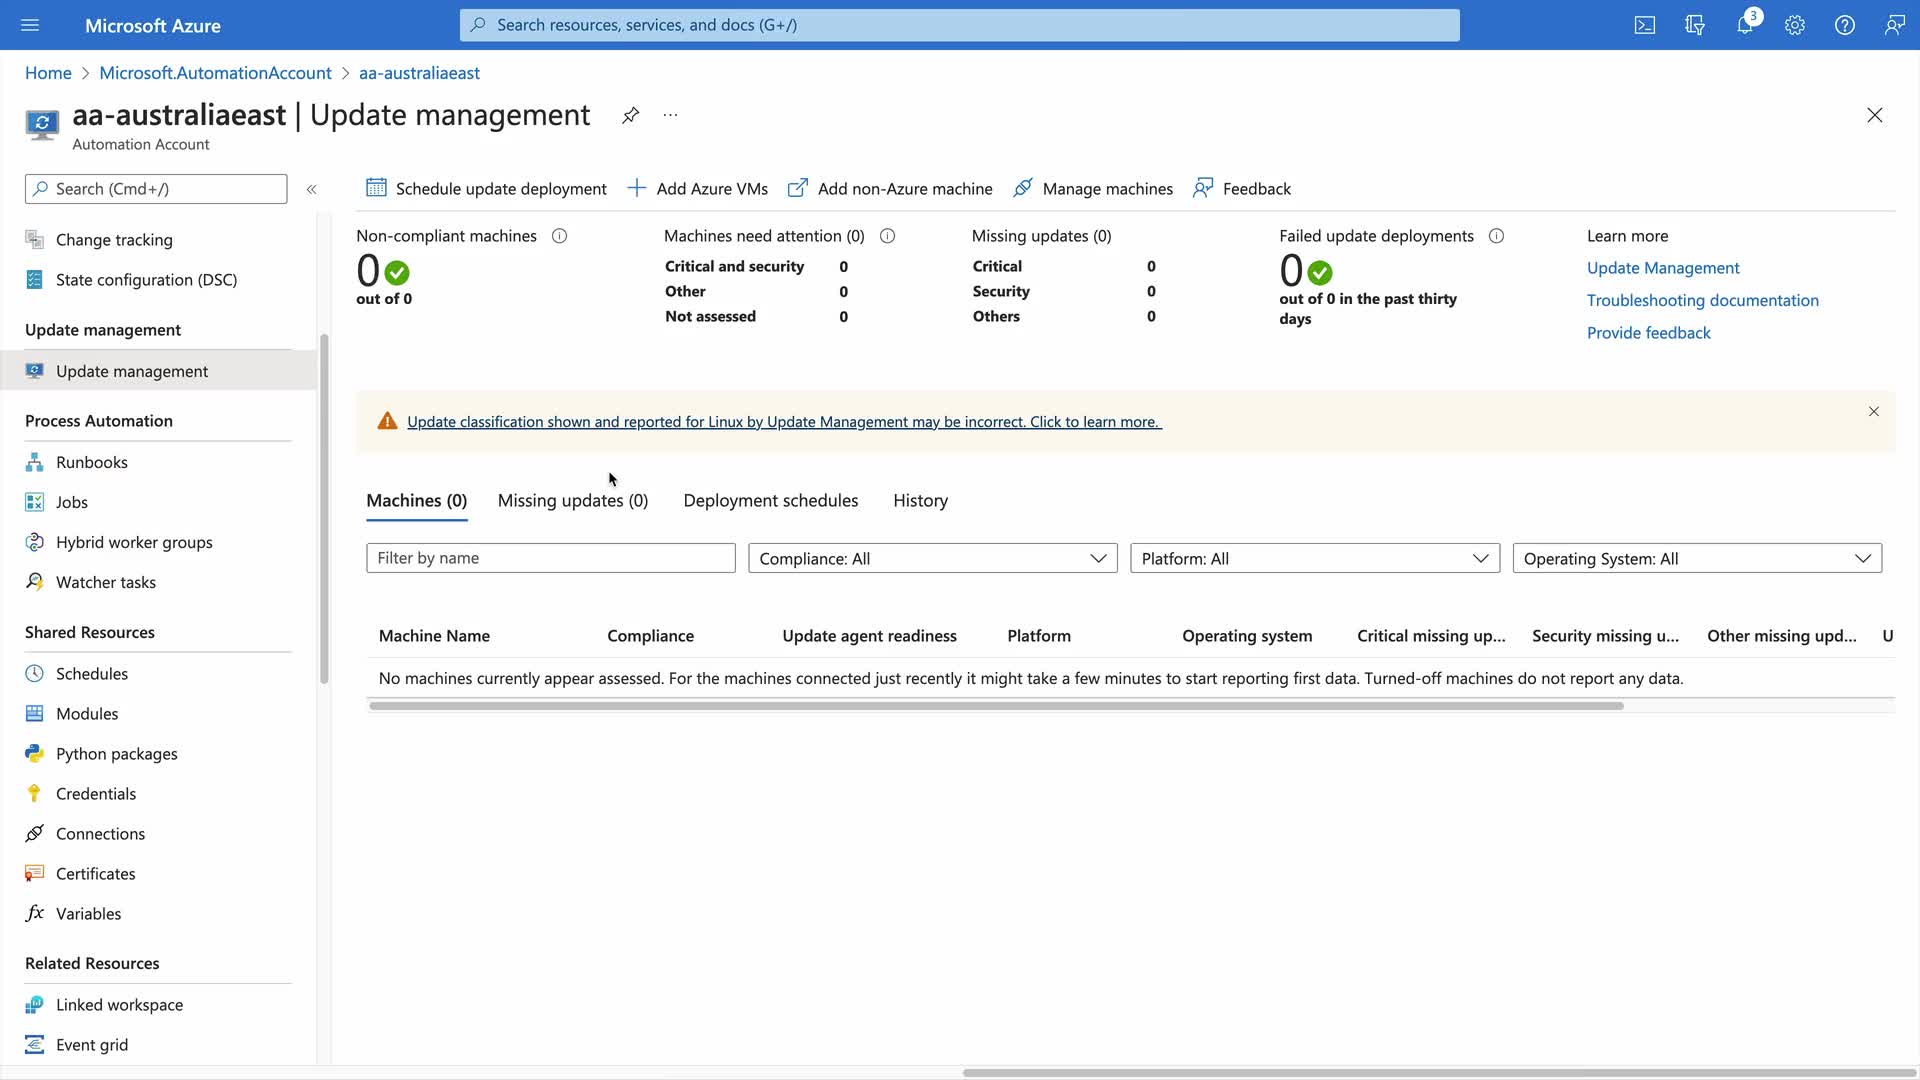 Microsoft Azure
Search resources, services, and docs (G+/)
3
Home > Microsoft.AutomationAccount > aa-australiaeast
aa-australiaeast | Update management
Automation Account
Search (Cmd+/)
«
Change tracking
State configuration (DSC)
Update management
Update management
Process Automation
Runbooks
Jobs
Hybrid worker groups
Watcher tasks
Shared Resources
Schedules
Modules
Python packages
Credentials
Connections
Certificates
Variables
Related Resources
Linked workspace
Event grid
Schedule update deployment
Add Azure VMs
Add non-Azure machine
Manage machines
Feedback
Non-compliant machines
0
out of 0
Machines need attention (0)
Critical and security 0
Other 0
Not assessed 0
Missing updates (0)
Critical 0
Security 0
Others 0
Failed update deployments
0
out of 0 in the past thirty
days
Learn more
Update Management
Troubleshooting documentation
Provide feedback
Update classification shown and reported for Linux by Update Management may be incorrect. Click to learn more.
Machines (0) Missing updates (0) Deployment schedules History
Filter by name
Compliance: All
Platform: All
Operating System: All
Machine Name Compliance Update agent readiness Platform Operating system Critical missing up... Security missing u... Other missing upd... U
No machines currently appear assessed. For the machines connected just recently it might take a few minutes to start reporting first data. Turned-off machines do not report any data.